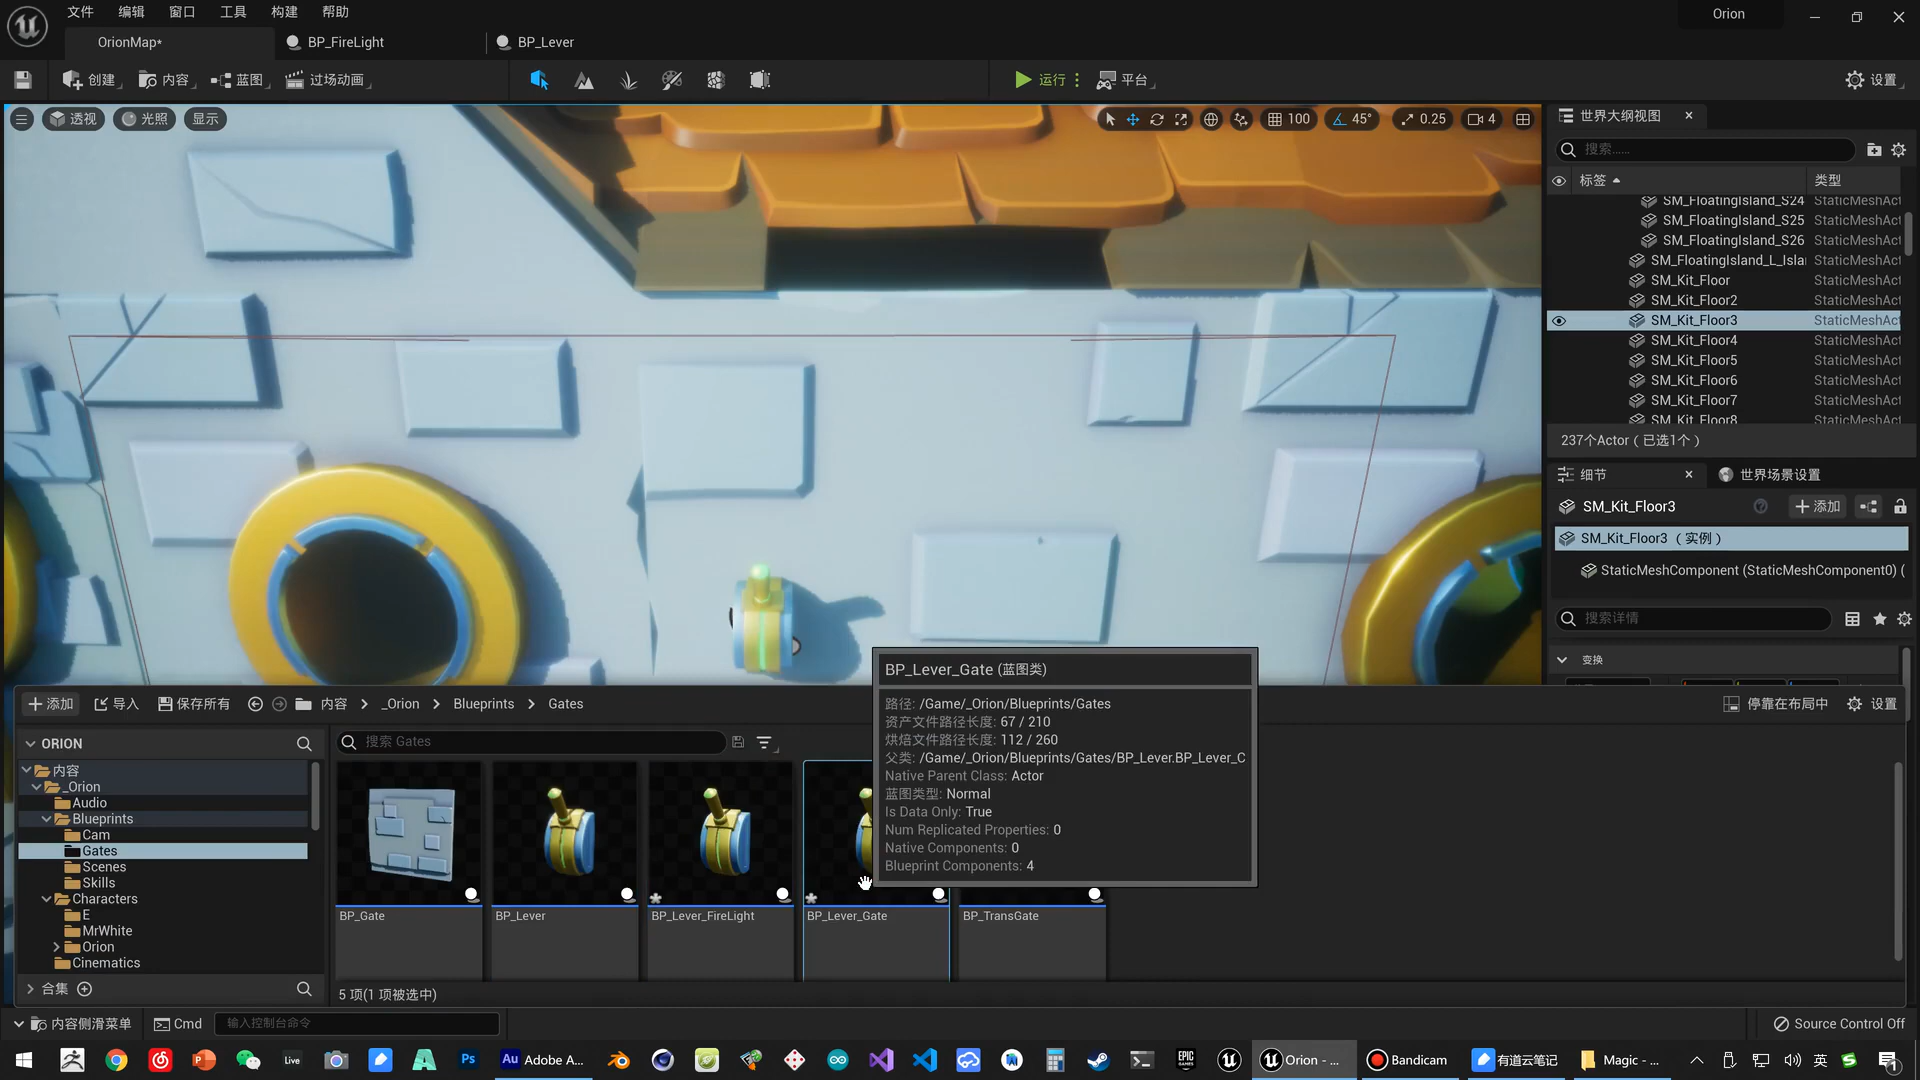 文件 编辑 窗口 工具 构建 帮助
Orion
OrionMap* BP_FireLight BP_Lever
创建 内容 蓝图 过场动画 运行 平台 设置
透视 光照 显示 100 45° 0.25 4
世界大纲视图
搜索......
标签 类型
SM_FloatingIsland_S24 StaticMeshAct
SM_FloatingIsland_S25 StaticMeshAct
SM_FloatingIsland_S26 StaticMeshAct
SM_FloatingIsland_L_Islar StaticMeshAct
SM_Kit_Floor StaticMeshAct
SM_Kit_Floor2 StaticMeshAct
SM_Kit_Floor3 StaticMeshAct
SM_Kit_Floor4 StaticMeshAct
SM_Kit_Floor5 StaticMeshAct
SM_Kit_Floor6 StaticMeshAct
SM_Kit_Floor7 StaticMeshAct
SM_Kit_Floor8 StaticMeshAct
237个Actor（已选1个）
细节 世界场景设置
SM_Kit_Floor3 添加
SM_Kit_Floor3（实例）
StaticMeshComponent (StaticMeshComponent0) (
搜索详情
变换
BP_Lever_Gate (蓝图类)
路径: /Game/_Orion/Blueprints/Gates
资产文件路径长度: 67 / 210
烘焙文件路径长度: 112 / 260
父类: /Game/_Orion/Blueprints/Gates/BP_Lever.BP_Lever_C
Native Parent Class: Actor
蓝图类型: Normal
Is Data Only: True
Num Replicated Properties: 0
Native Components: 0
Blueprint Components: 4
添加 导入 保存所有 内容 _Orion Blueprints Gates 停靠在布局中 设置
ORION
搜索 Gates
内容
_Orion
Audio
Blueprints
Cam
Gates
Scenes
Skills
Characters
E
MrWhite
Orion
Cinematics
合集
BP_Gate BP_Lever BP_Lever_FireLight BP_Lever_Gate BP_TransGate
5 项(1 项被选中)
内容侧滑菜单 Cmd 输入控制台命令 Source Control Off
Live Ps Au Adobe A... EPIC GAMES Orion - ... Bandicam 有道云笔记 Magic - ... 英 1